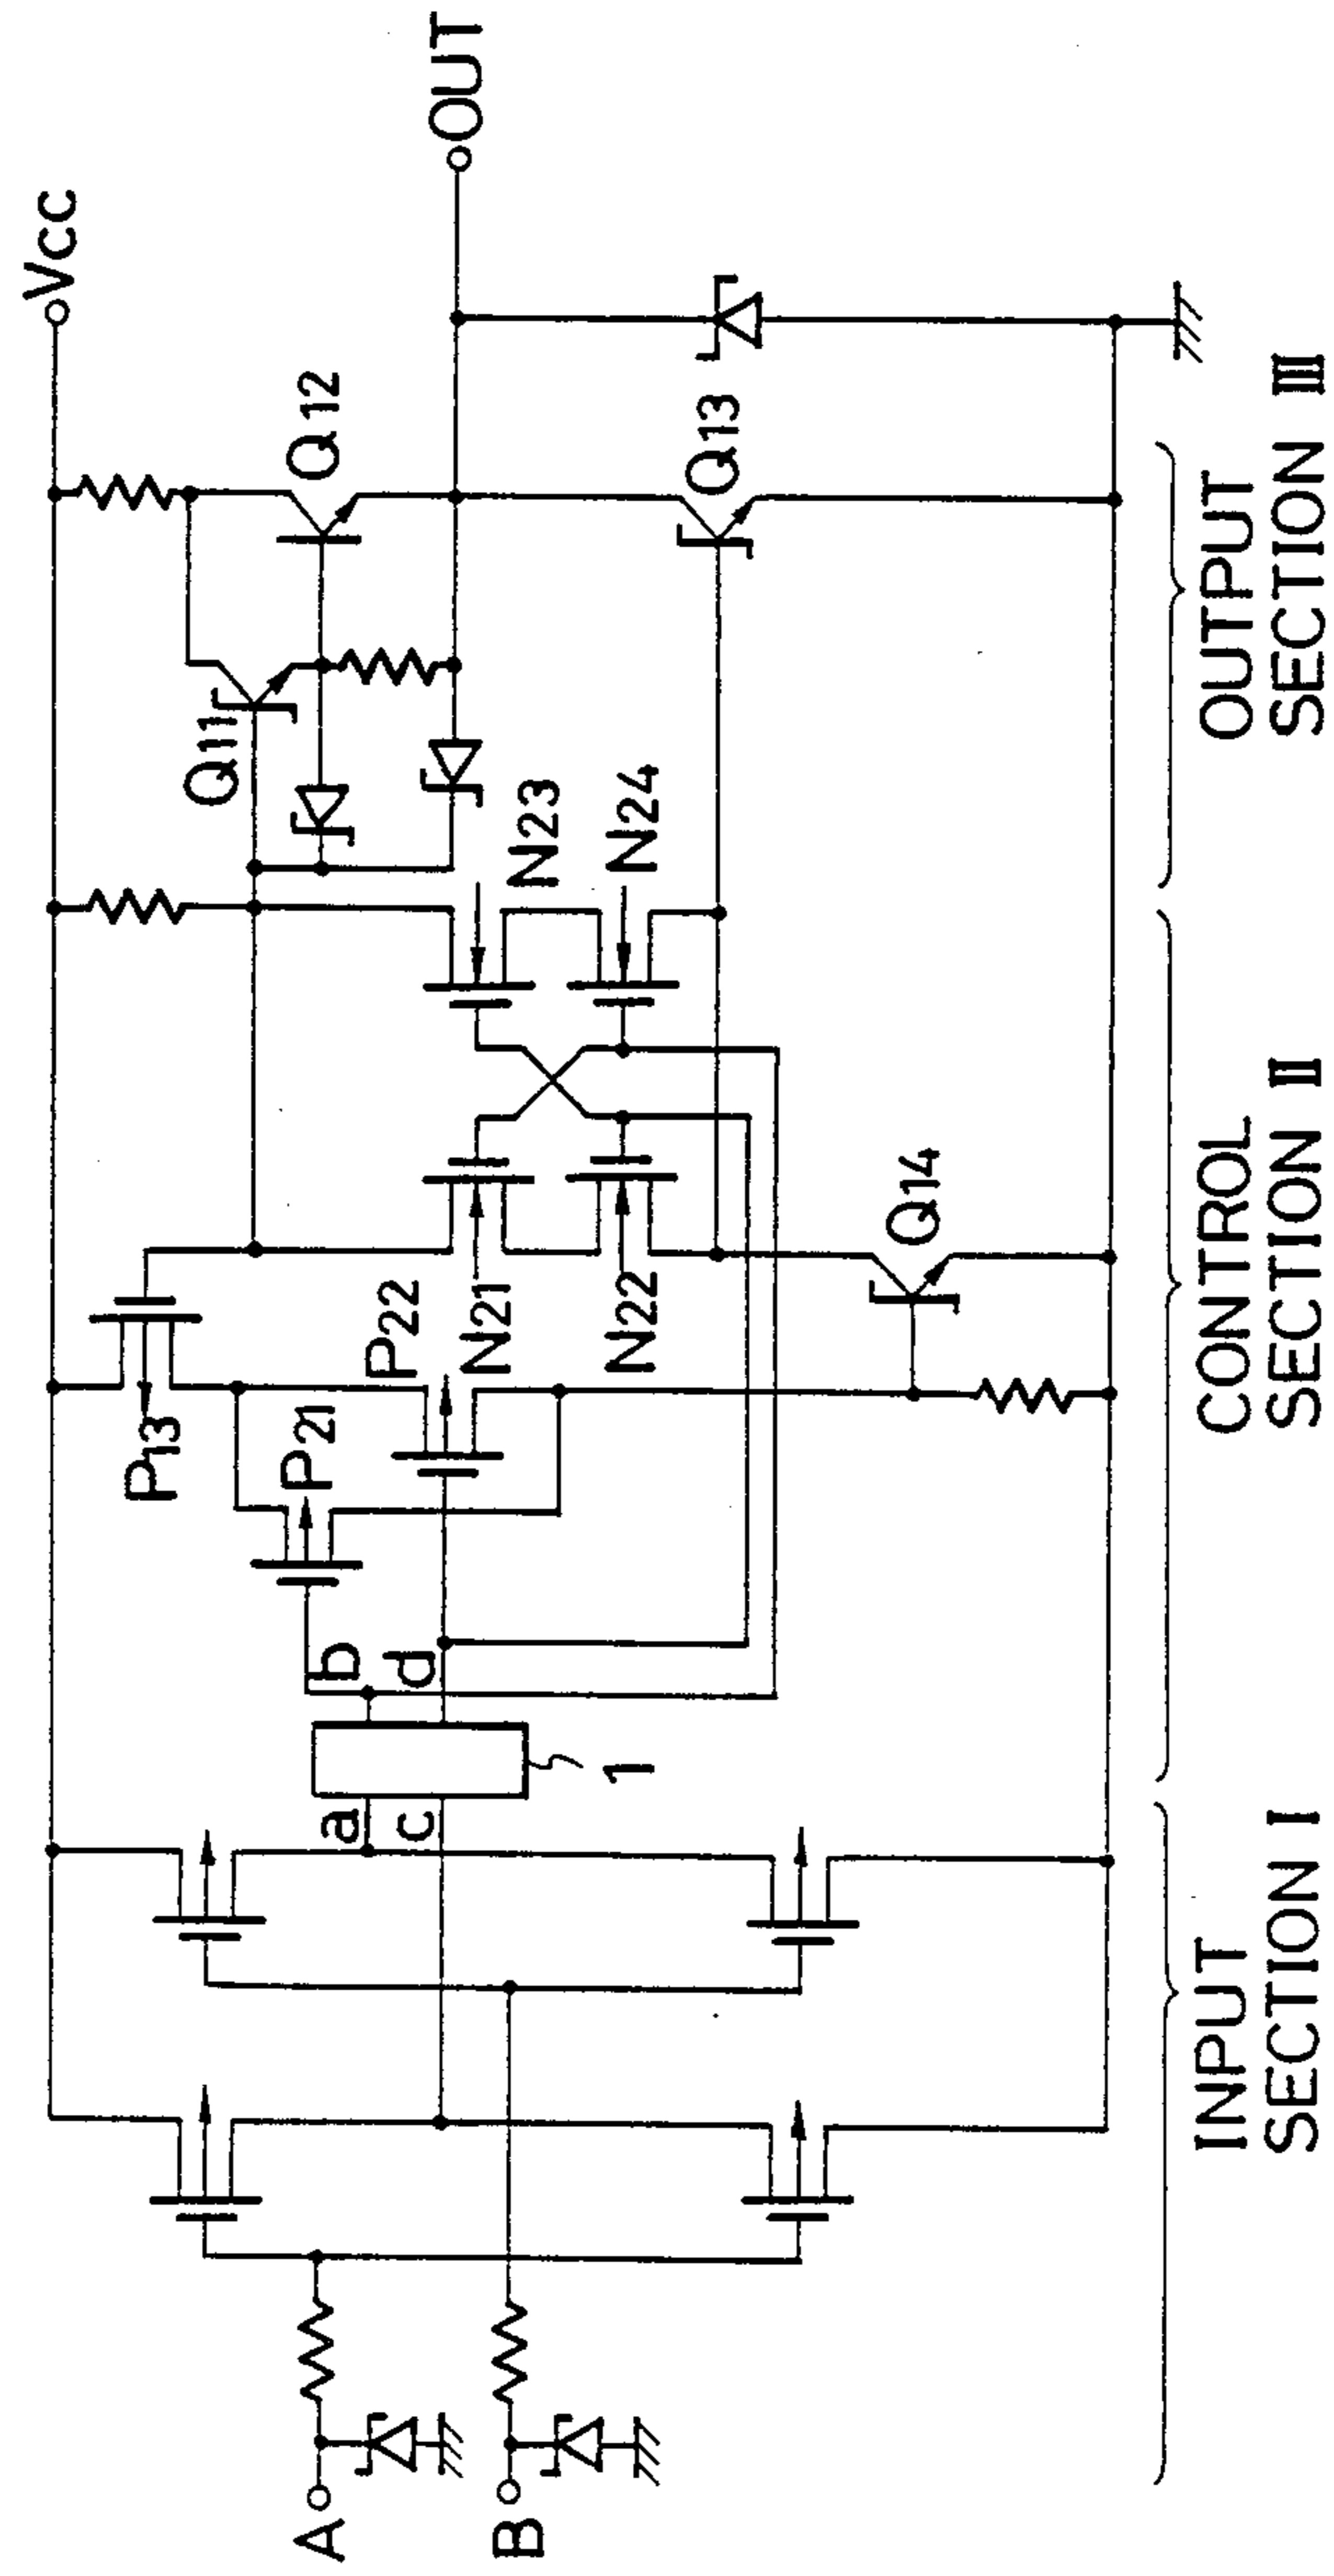 Vcc
OUT
Q11
Q12
Q13
P13
P21
P22
N21
N22
N23
N24
Q14
A
B
a
b
c
d
1
INPUT
SECTION I
CONTROL
SECTION II
OUTPUT
SECTION III